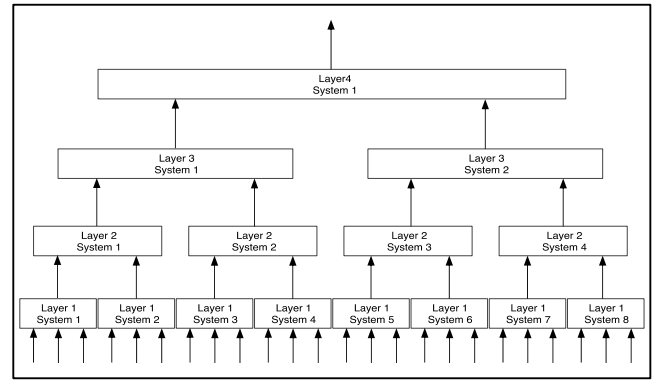 Layer4
System 1
Layer 3
System 1
Layer 3
System 2
Layer 2
System 1
Layer 2
System 2
Layer 2
System 3
Layer 2
System 4
Layer 1
System 1
Layer 1
System 2
Layer 1
System 3
Layer 1
System 4
Layer 1
System 5
Layer 1
System 6
Layer 1
System 7
Layer 1
System 8